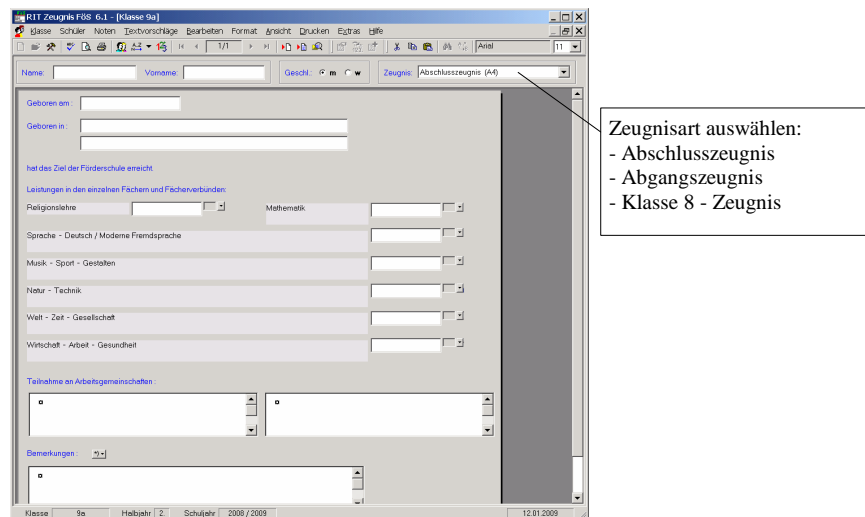 RIT Zeugnis FöS 6.1 - [Klasse 9a]
Klasse Schüler Noten Textvorschläge Bearbeiten Format Ansicht Drucken Extras Hilfe
1/1 Arial 11
Name: Vorname: Geschl.: m w Zeugnis: Abschlusszeugnis (A4)
Geboren am :
Geboren in :
hat das Ziel der Förderschule erreicht.
Leistungen in den einzelnen Fächern und Fächerverbünden:
Religionslehre Mathematik
Sprache - Deutsch / Moderne Fremdsprache
Musik - Sport - Gestalten
Natur - Technik
Welt - Zeit - Gesellschaft
Wirtschaft - Arbeit - Gesundheit
Teilnahme an Arbeitsgemeinschaften :
Bemerkungen : *)
Klasse 9a Halbjahr 2. Schuljahr 2008 / 2009 12.01.2009
Zeugnisart auswählen:
- Abschlusszeugnis
- Abgangszeugnis
- Klasse 8 - Zeugnis